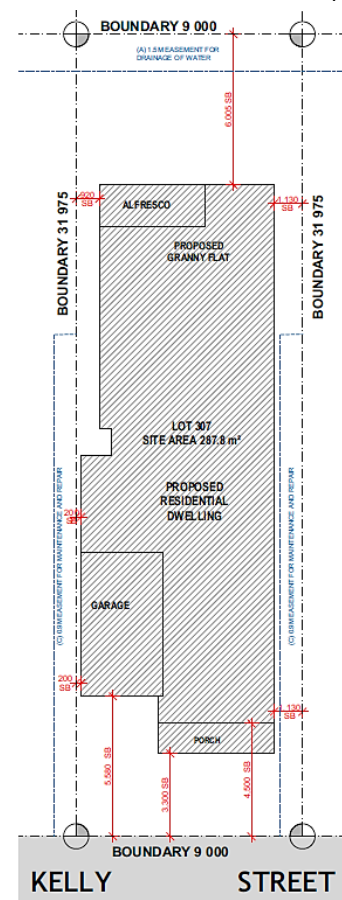 BOUNDARY 9 000
(A) 1.5M EASEMENT FOR
DRAINAGE OF WATER
6.005 SB
920
SB
1.130
SB
ALFRESCO
BOUNDARY 31 975
BOUNDARY 31 975
PROPOSED
GRANNY FLAT
LOT 307
SITE AREA 287.8 m²
PROPOSED
RESIDENTIAL
DWELLING
(C) 0.9M EASEMENT FOR MAINTENANCE AND REPAIR
(C) 0.9M EASEMENT FOR MAINTENANCE AND REPAIR
200
SB
GARAGE
200
SB
1.130
SB
PORCH
5.580 SB
3.300 SB
4.500 SB
BOUNDARY 9 000
KELLY STREET